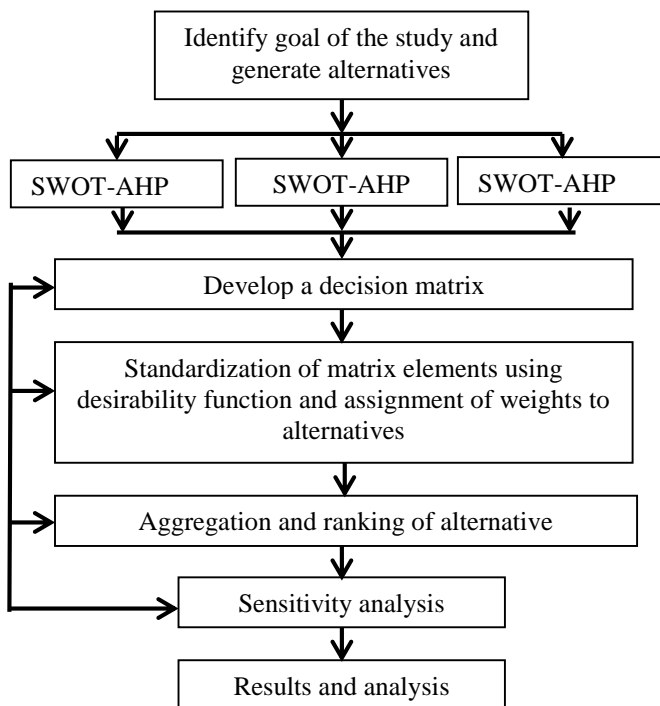 Identify goal of the study and
generate alternatives
SWOT-AHP
SWOT-AHP
SWOT-AHP
Develop a decision matrix
Standardization of matrix elements using
desirability function and assignment of weights to
alternatives
Aggregation and ranking of alternative
Sensitivity analysis
Results and analysis